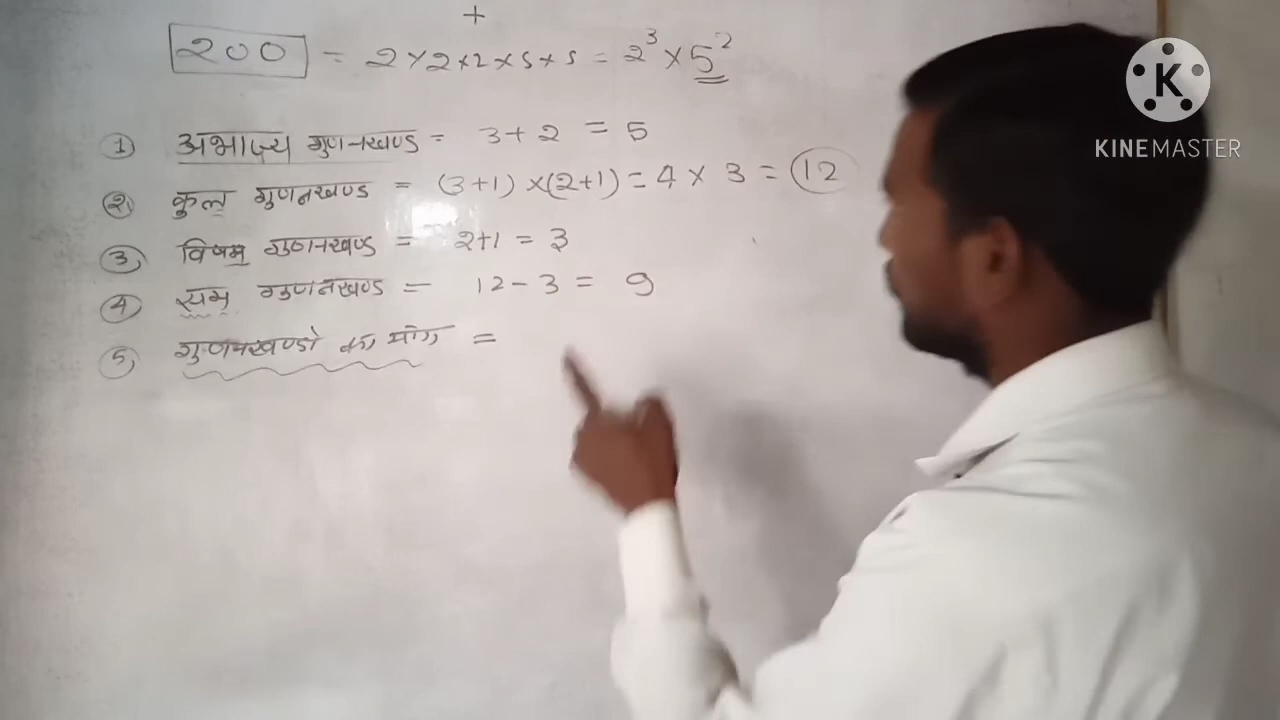 +
200 = 2×2×2×5×5 = 2³ × 5²
① अभाज्य गुणनखण्ड = 3+2 = 5
② कुल गुणनखण्ड = (3+1) ×(2+1) = 4 × 3 = 12
③ विषम गुणनखण्ड = 2+1 = 3
④ सम गुणनखण्ड = 12 - 3 = 9
⑤ गुणनखण्डो का योग =
K
KINEMASTER